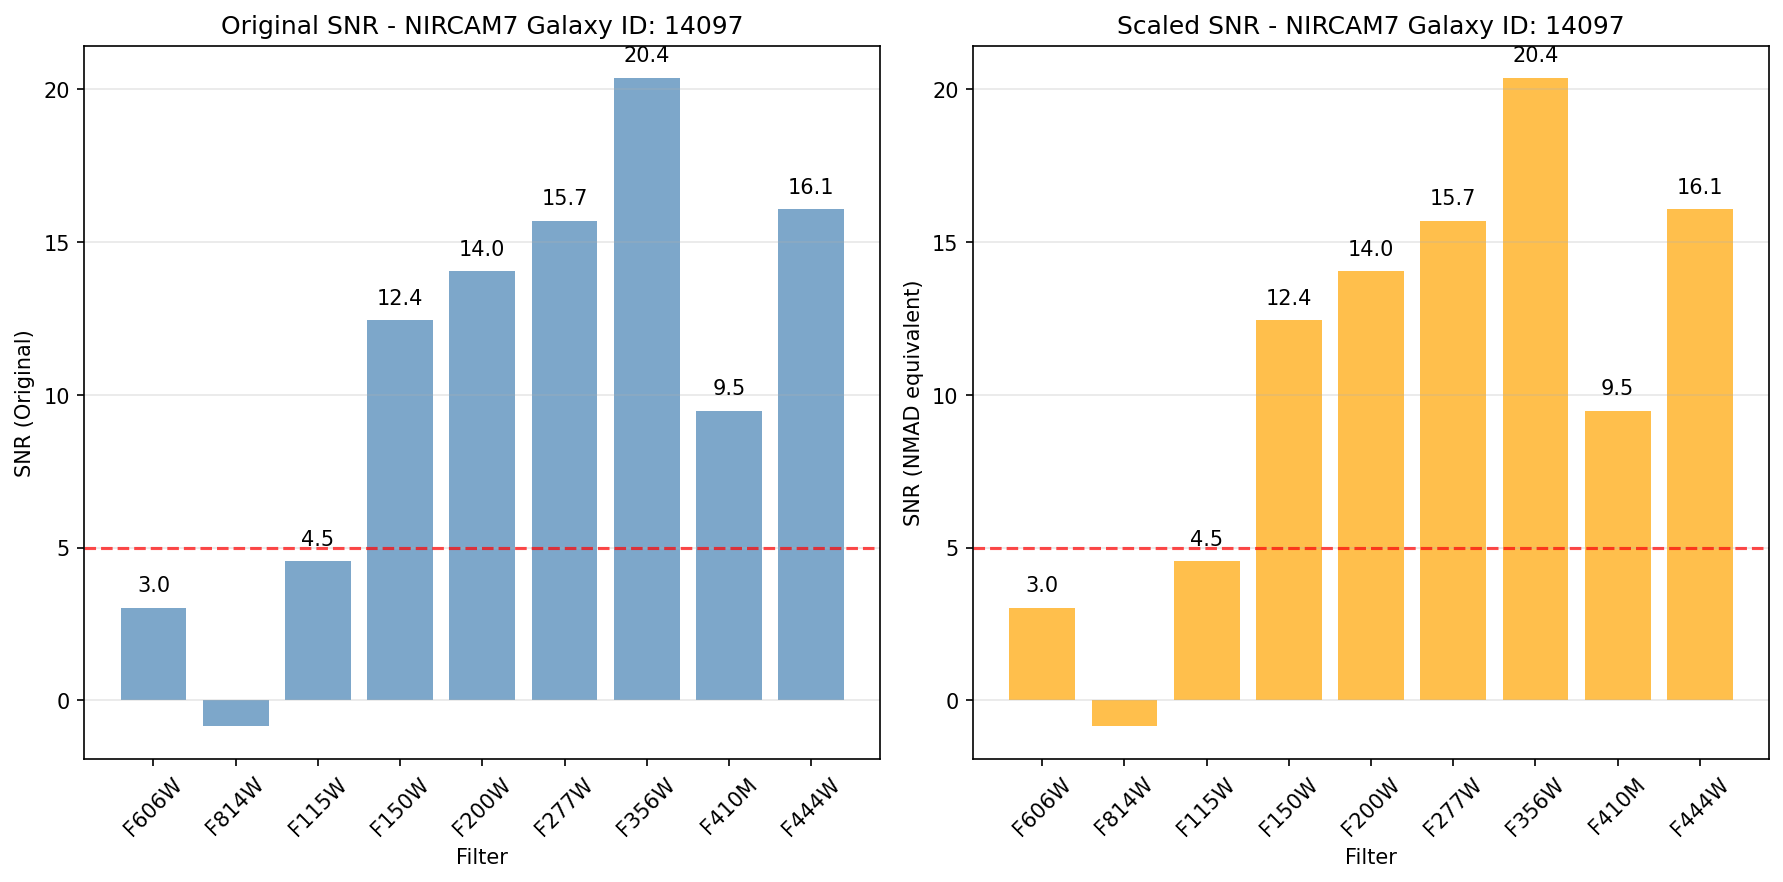 Original SNR - NIRCAM7 Galaxy ID: 14097
SNR (Original)
20
15
10
5
0
3.0
4.5
12.4
14.0
15.7
20.4
9.5
16.1
F606W
F814W
F115W
F150W
F200W
F277W
F356W
F410M
F444W
Filter
Scaled SNR - NIRCAM7 Galaxy ID: 14097
SNR (NMAD equivalent)
20
15
10
5
0
3.0
4.5
12.4
14.0
15.7
20.4
9.5
16.1
F606W
F814W
F115W
F150W
F200W
F277W
F356W
F410M
F444W
Filter